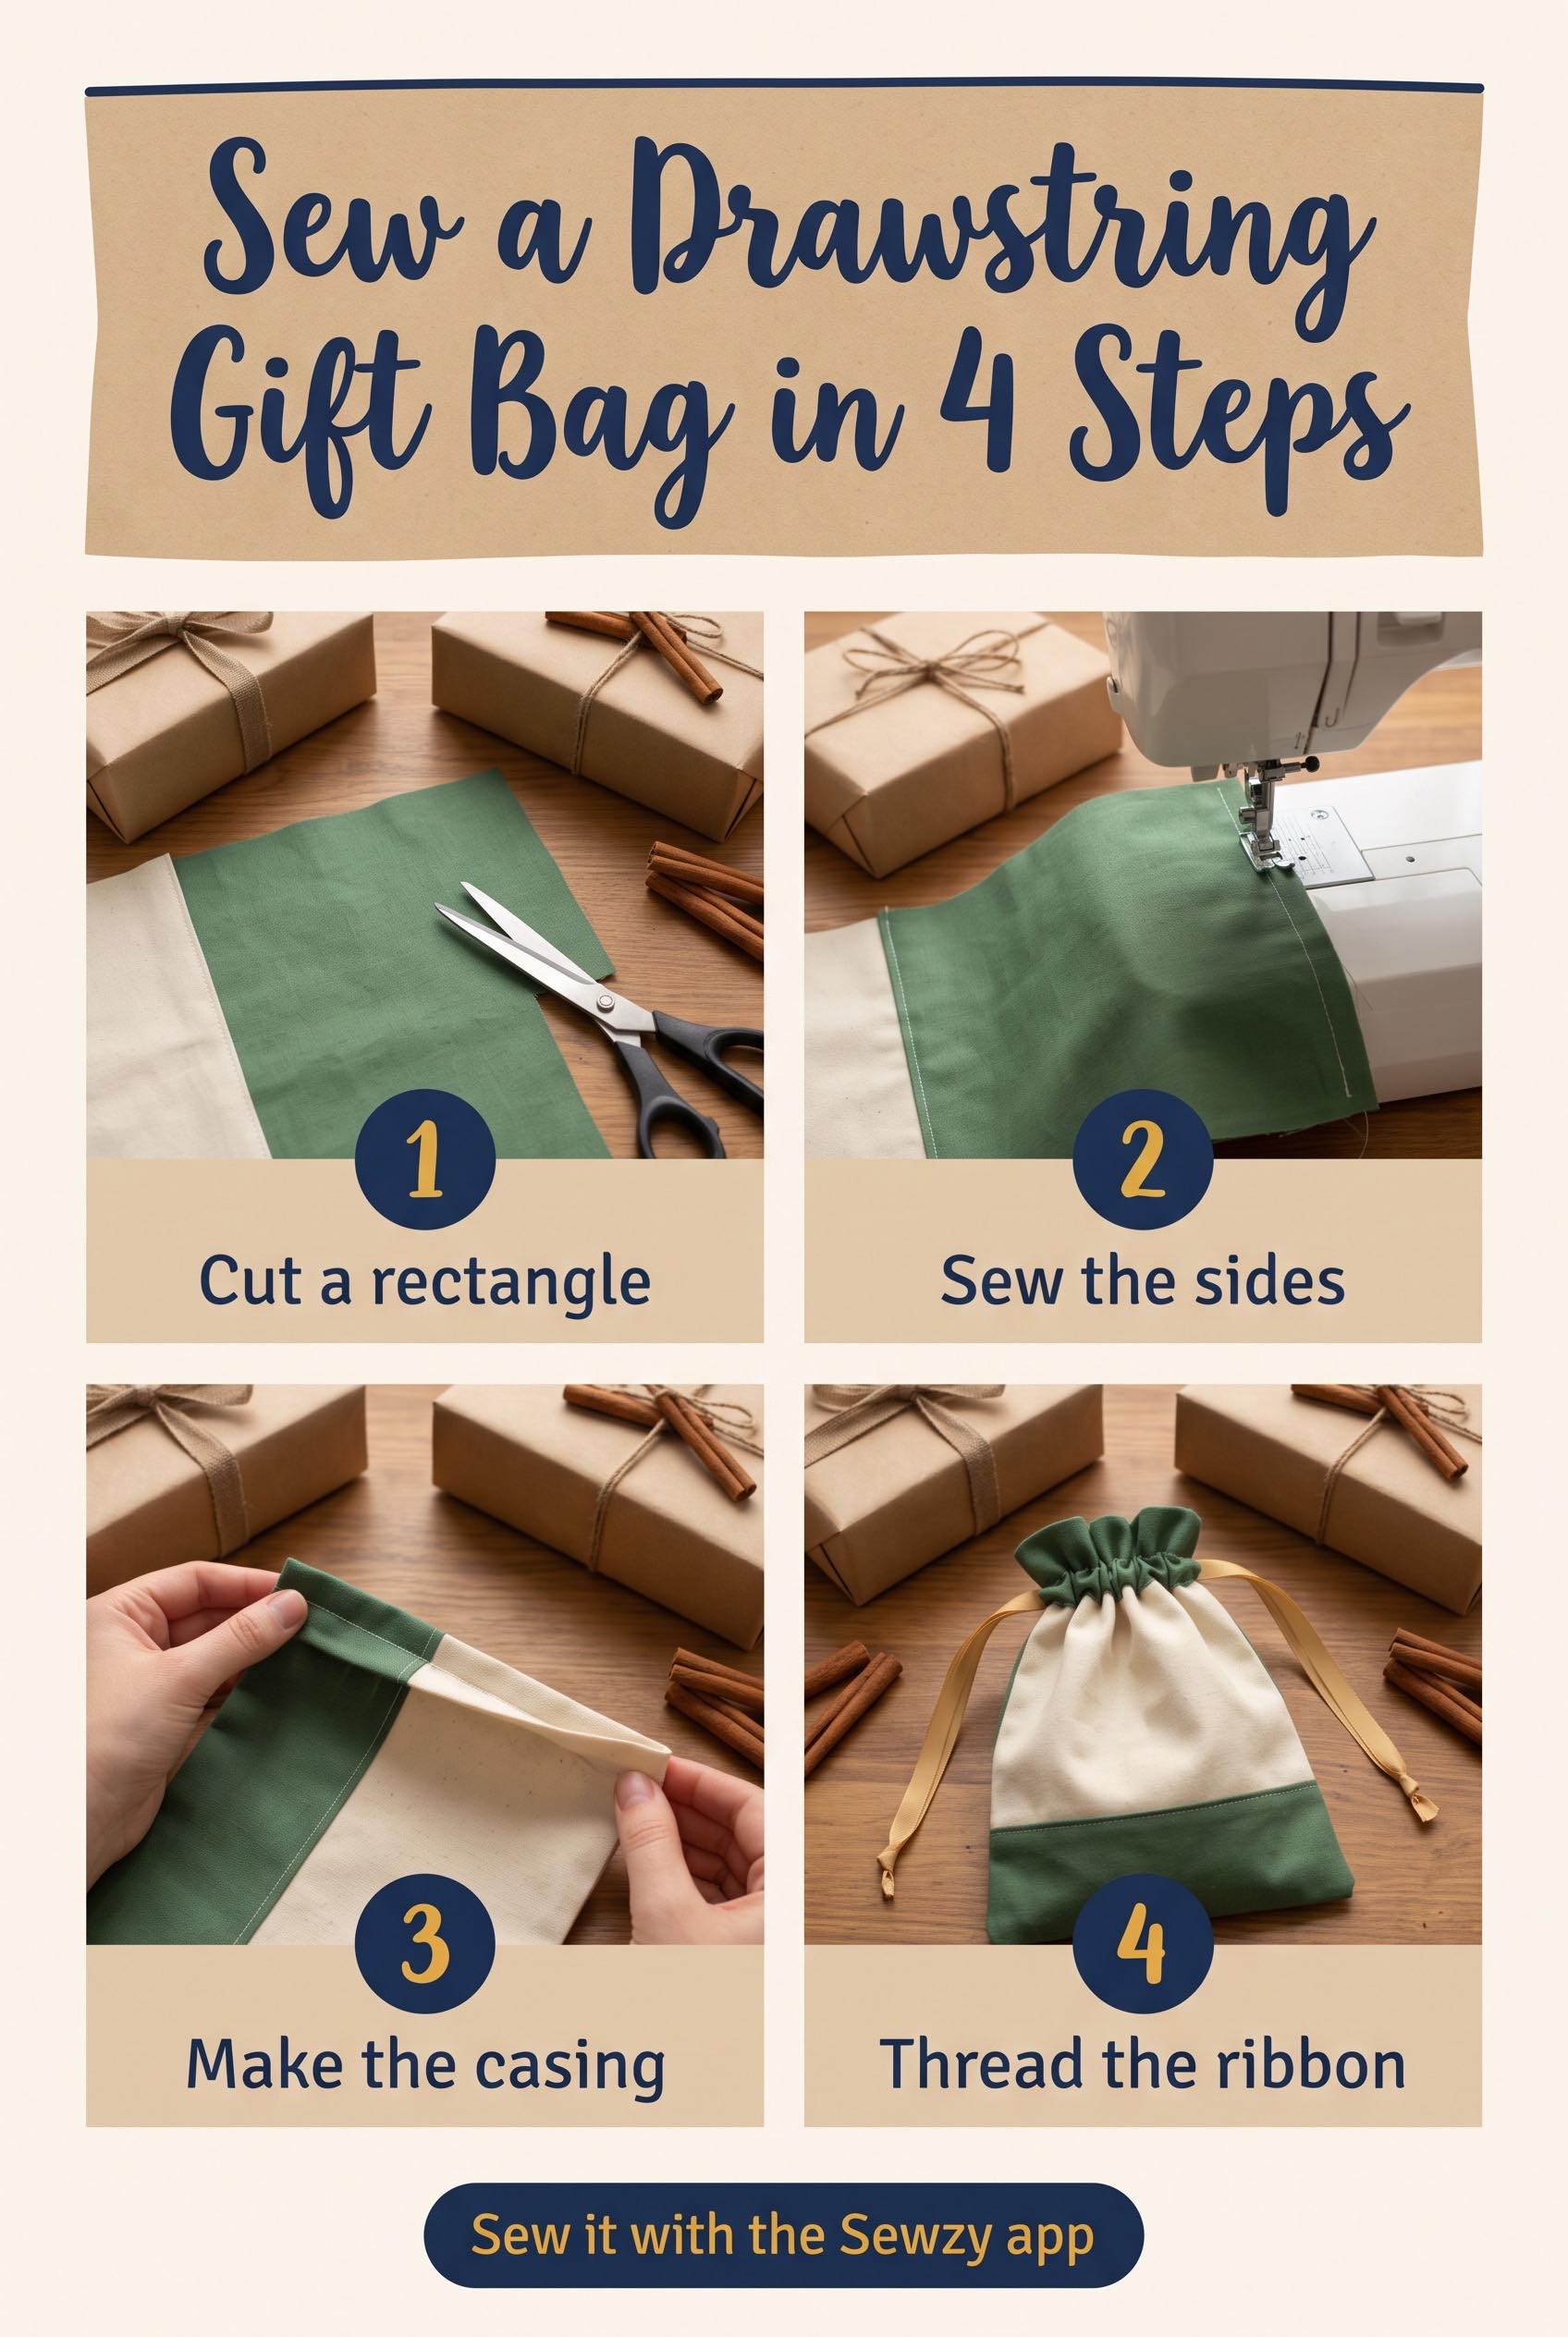 Sew a Drawstring
Gift Bag in 4 Steps
1
Cut a rectangle
2
Sew the sides
3
Make the casing
4
Thread the ribbon
Sew it with the Sewzy app